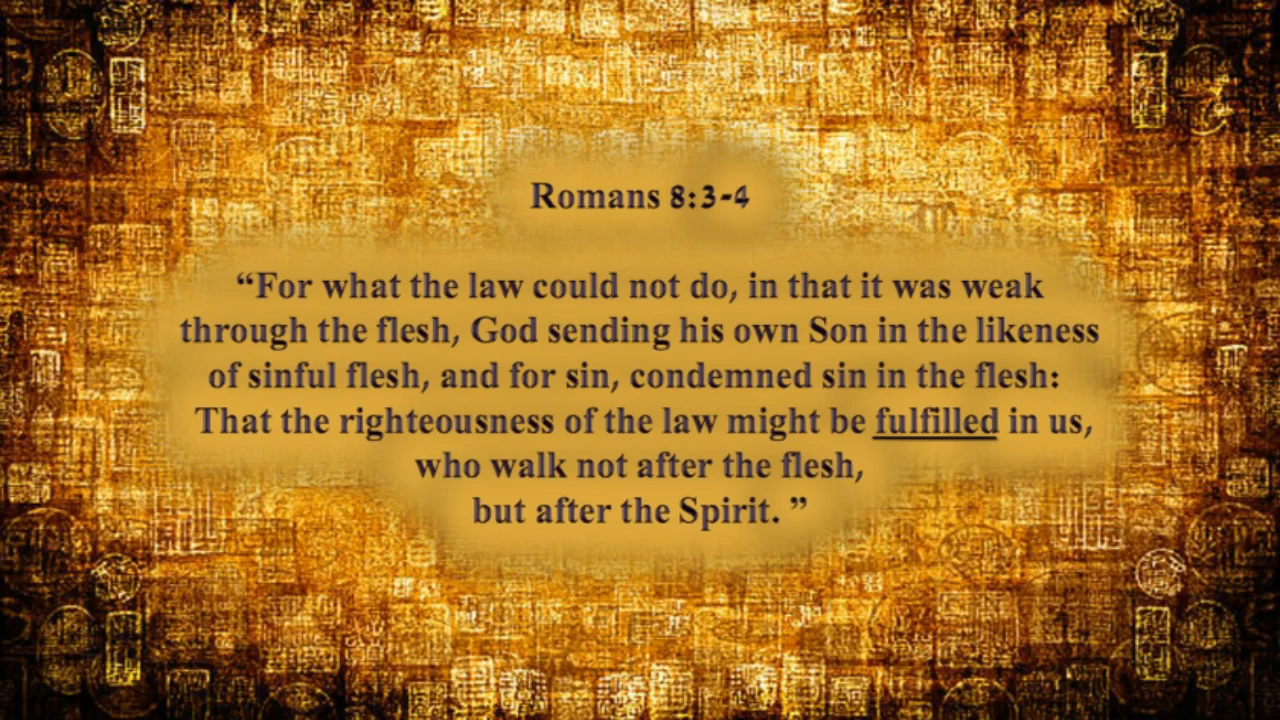 Romans 8:3-4
“For what the law could not do, in that it was weak
through the flesh, God sending his own Son in the likeness
of sinful flesh, and for sin, condemned sin in the flesh:
That the righteousness of the law might be fulfilled in us,
who walk not after the flesh,
but after the Spirit. ”